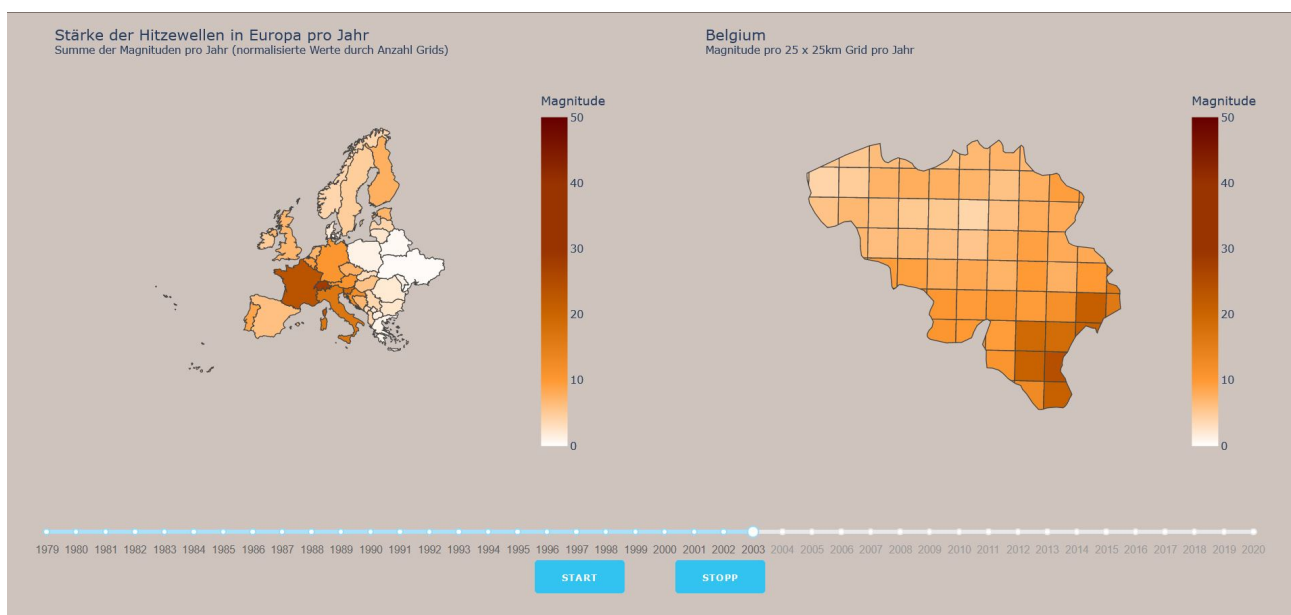 Stärke der Hitzewellen in Europa pro Jahr
Summe der Magnituden pro Jahr (normalisierte Werte durch Anzahl Grids)
Magnitude
50
40
30
20
10
0
Belgium
Magnitude pro 25 x 25km Grid pro Jahr
Magnitude
50
40
30
20
10
0
1979 1980 1981 1982 1983 1984 1985 1986 1987 1988 1989 1990 1991 1992 1993 1994 1995 1996 1997 1998 1999 2000 2001 2002 2003 2004 2005 2006 2007 2008 2009 2010 2011 2012 2013 2014 2015 2016 2017 2018 2019 2020
START STOPP